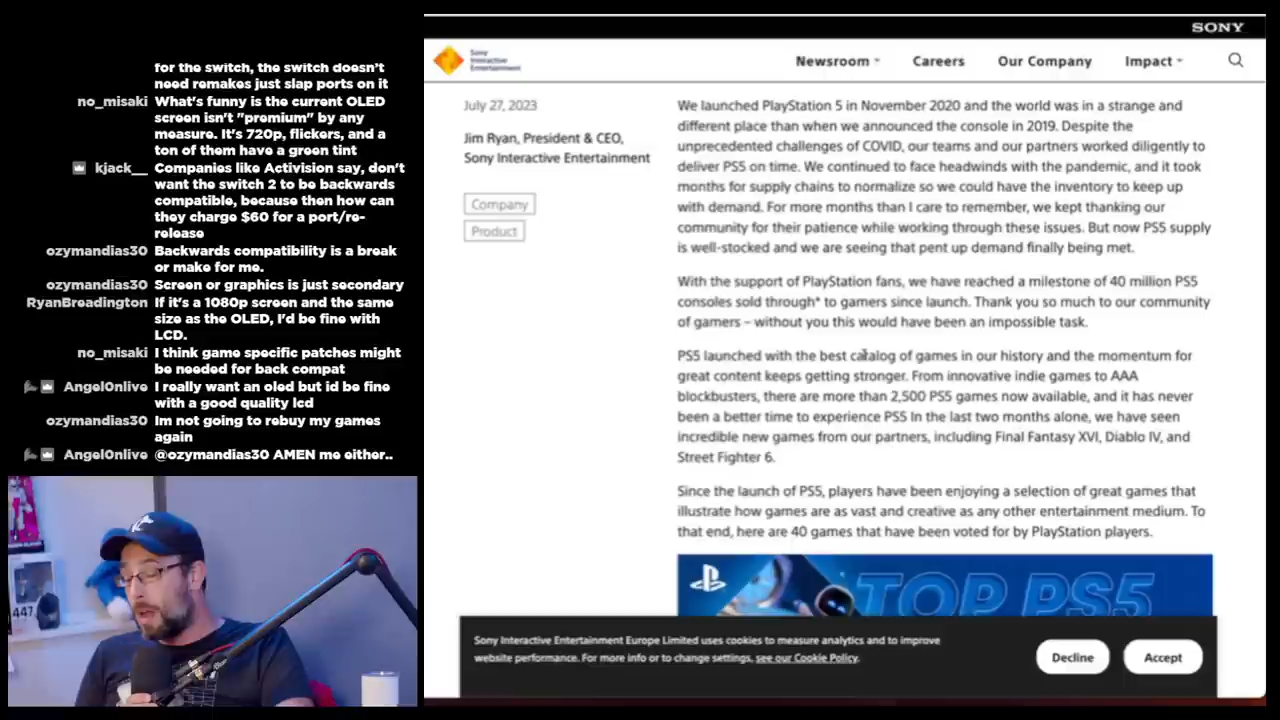 for the switch, the switch doesn't
need remakes just slap ports on it
no_misaki What's funny is the current OLED
screen isn't "premium" by any
measure. It's 720p, flickers, and a
ton of them have a green tint
kjack__ Companies like Activision say, don't
want the switch 2 to be backwards
compatible, because then how can
they charge $60 for a port/re-
release
ozymandias30 Backwards compatibility is a break
or make for me.
ozymandias30 Screen or graphics is just secondary
RyanBreadington If it's a 1080p screen and the same
size as the OLED, I'd be fine with
LCD.
no_misaki I think game specific patches might
be needed for back compat
AngelOnlive I really want an oled but id be fine
with a good quality lcd
ozymandias30 Im not going to rebuy my games
again
AngelOnlive @ozymandias30 AMEN me either..
447
SONY
Sony
Interactive
Entertainment
Newsroom Careers Our Company Impact
July 27, 2023
Jim Ryan, President & CEO,
Sony Interactive Entertainment
Company
Product
We launched PlayStation 5 in November 2020 and the world was in a strange and
different place than when we announced the console in 2019. Despite the
unprecedented challenges of COVID, our teams and our partners worked diligently to
deliver PS5 on time. We continued to face headwinds with the pandemic, and it took
months for supply chains to normalize so we could have the inventory to keep up
with demand. For more months than I care to remember, we kept thanking our
community for their patience while working through these issues. But now PS5 supply
is well-stocked and we are seeing that pent up demand finally being met.
With the support of PlayStation fans, we have reached a milestone of 40 million PS5
consoles sold through* to gamers since launch. Thank you so much to our community
of gamers – without you this would have been an impossible task.
PS5 launched with the best catalog of games in our history and the momentum for
great content keeps getting stronger. From innovative indie games to AAA
blockbusters, there are more than 2,500 PS5 games now available, and it has never
been a better time to experience PS5 In the last two months alone, we have seen
incredible new games from our partners, including Final Fantasy XVI, Diablo IV, and
Street Fighter 6.
Since the launch of PS5, players have been enjoying a selection of great games that
illustrate how games are as vast and creative as any other entertainment medium. To
that end, here are 40 games that have been voted for by PlayStation players.
TOP PS5
Sony Interactive Entertainment Europe Limited uses cookies to measure analytics and to improve
website performance. For more info or to change settings, see our Cookie Policy.
Decline Accept